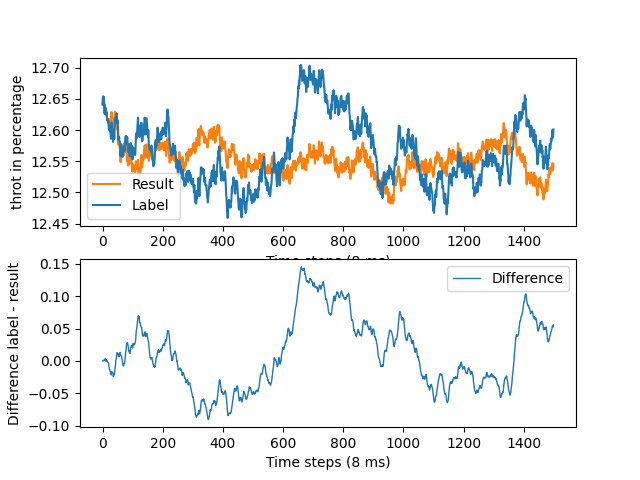 throt in percentage
12.70
12.65
12.60
12.55
12.50
12.45
Result
Label
0 200 400 600 800 1000 1200 1400
Time steps (8 ms)
Difference label - result
0.15
0.10
0.05
0.00
−0.05
−0.10
Difference
0 200 400 600 800 1000 1200 1400
Time steps (8 ms)